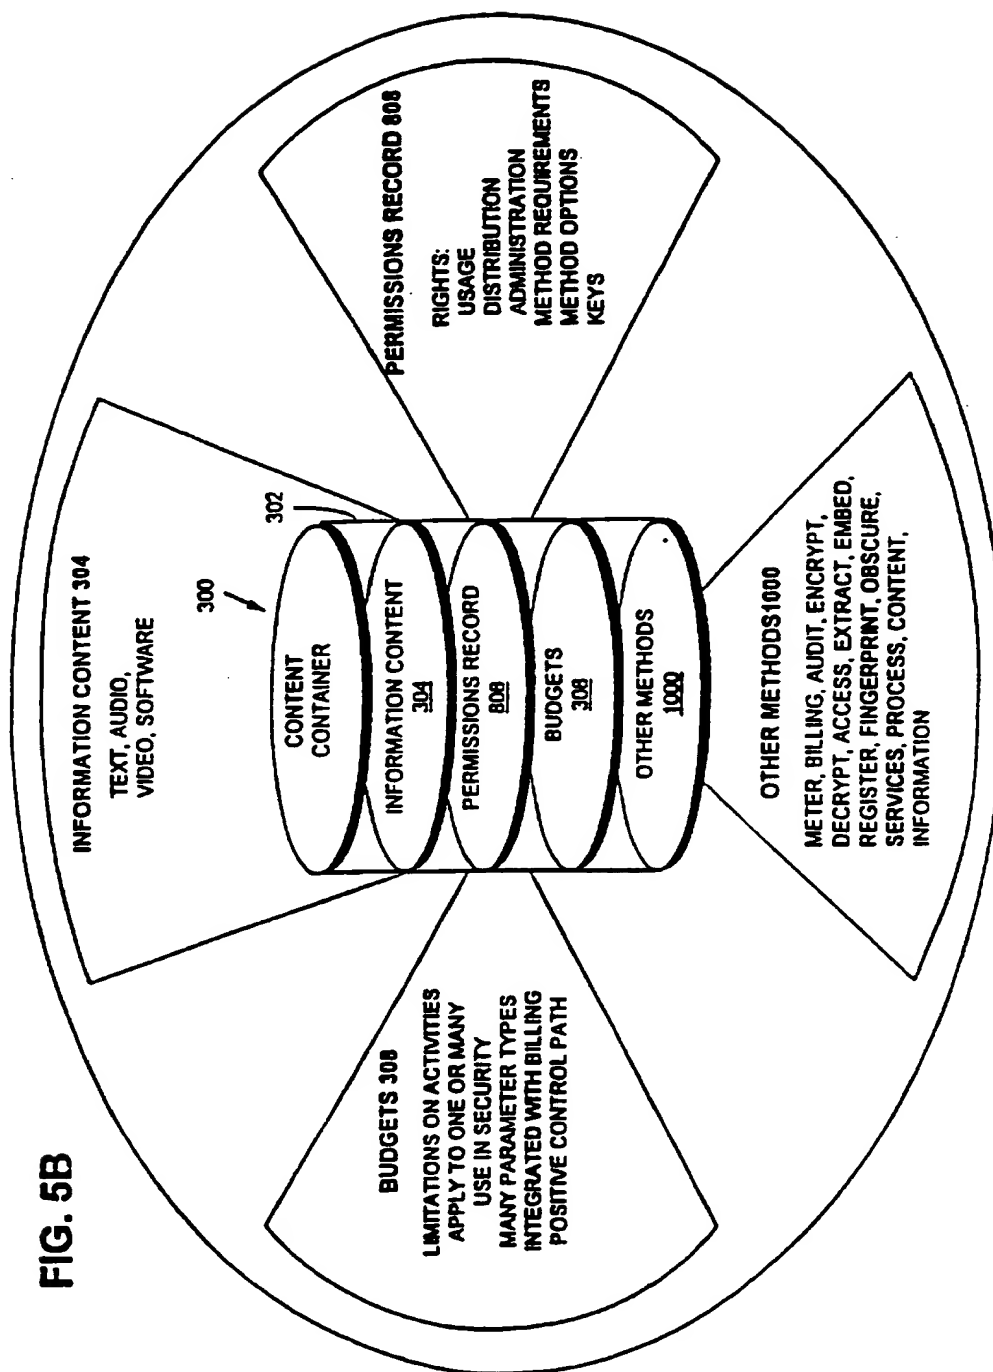 FIG. 5B
INFORMATION CONTENT 304
TEXT, AUDIO,
VIDEO, SOFTWARE
300
302
CONTENT
CONTAINER
INFORMATION CONTENT
304
PERMISSIONS RECORD
808
BUDGETS
308
OTHER METHODS
1000
BUDGETS 308
LIMITATIONS ON ACTIVITIES
APPLY TO ONE OR MANY
USE IN SECURITY
MANY PARAMETER TYPES
INTEGRATED WITH BILLING
POSITIVE CONTROL PATH
PERMISSIONS RECORD 808
RIGHTS:
USAGE
DISTRIBUTION
ADMINISTRATION
METHOD REQUIREMENTS
METHOD OPTIONS
KEYS
OTHER METHODS1000
METER, BILLING, AUDIT, ENCRYPT,
DECRYPT, ACCESS, EXTRACT, EMBED,
REGISTER, FINGERPRINT, OBSCURE,
SERVICES, PROCESS, CONTENT,
INFORMATION